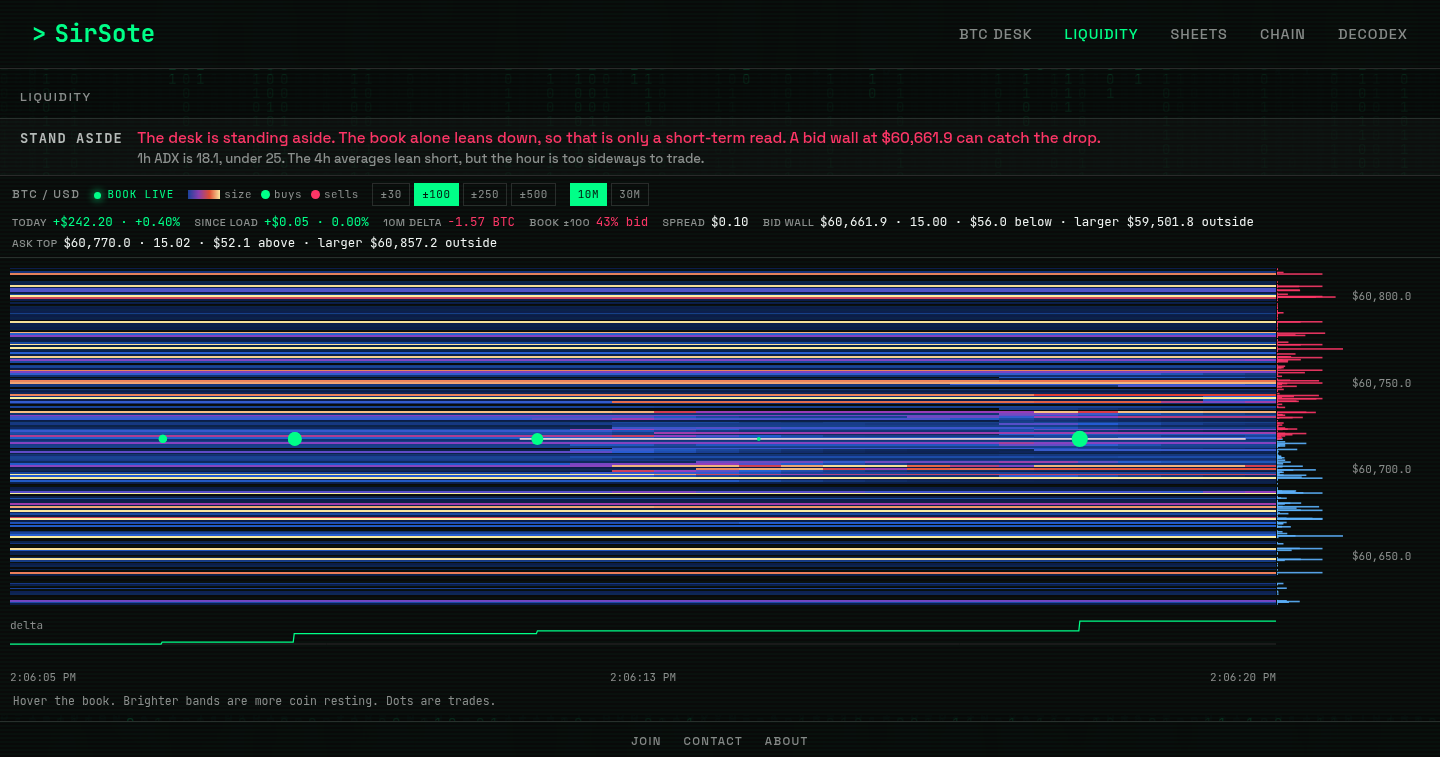 > SirSote
BTC DESK LIQUIDITY SHEETS CHAIN DECODEX
LIQUIDITY
STAND ASIDE The desk is standing aside. The book alone leans down, so that is only a short-term read. A bid wall at $60,661.9 can catch the drop.
1h ADX is 18.1, under 25. The 4h averages lean short, but the hour is too sideways to trade.
BTC / USD BOOK LIVE size buys sells ±30 ±100 ±250 ±500 10M 30M
TODAY +$242.20 · +0.40% SINCE LOAD +$0.05 · 0.00% 10M DELTA -1.57 BTC BOOK ±100 43% bid SPREAD $0.10 BID WALL $60,661.9 · 15.00 · $56.0 below · larger $59,501.8 outside
ASK TOP $60,770.0 · 15.02 · $52.1 above · larger $60,857.2 outside
$60,800.0
$60,750.0
$60,700.0
$60,650.0
delta
2:06:05 PM 2:06:13 PM 2:06:20 PM
Hover the book. Brighter bands are more coin resting. Dots are trades.
JOIN CONTACT ABOUT